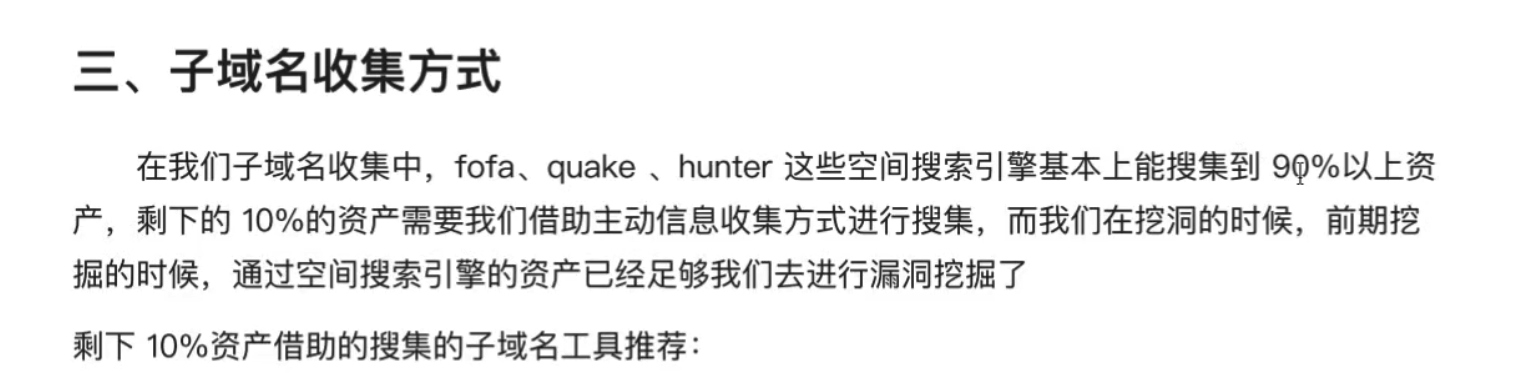 三、子域名收集方式
在我们子域名收集中，fofa、quake 、hunter 这些空间搜索引擎基本上能搜集到 90%以上资
产，剩下的 10%的资产需要我们借助主动信息收集方式进行搜集，而我们在挖洞的时候，前期挖
掘的时候，通过空间搜索引擎的资产已经足够我们去进行漏洞挖掘了
剩下 10%资产借助的搜集的子域名工具推荐：